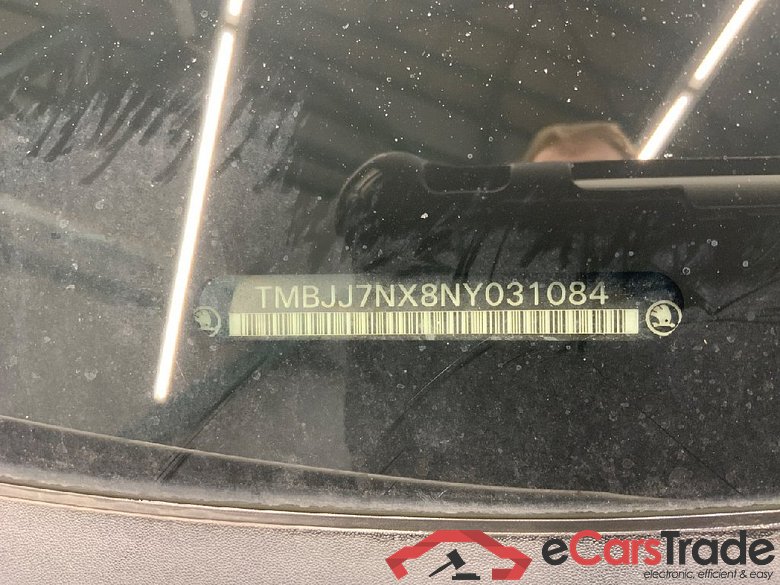 TMBJJ7NX8NY031084
eCarsTrade
electronic, efficient & easy